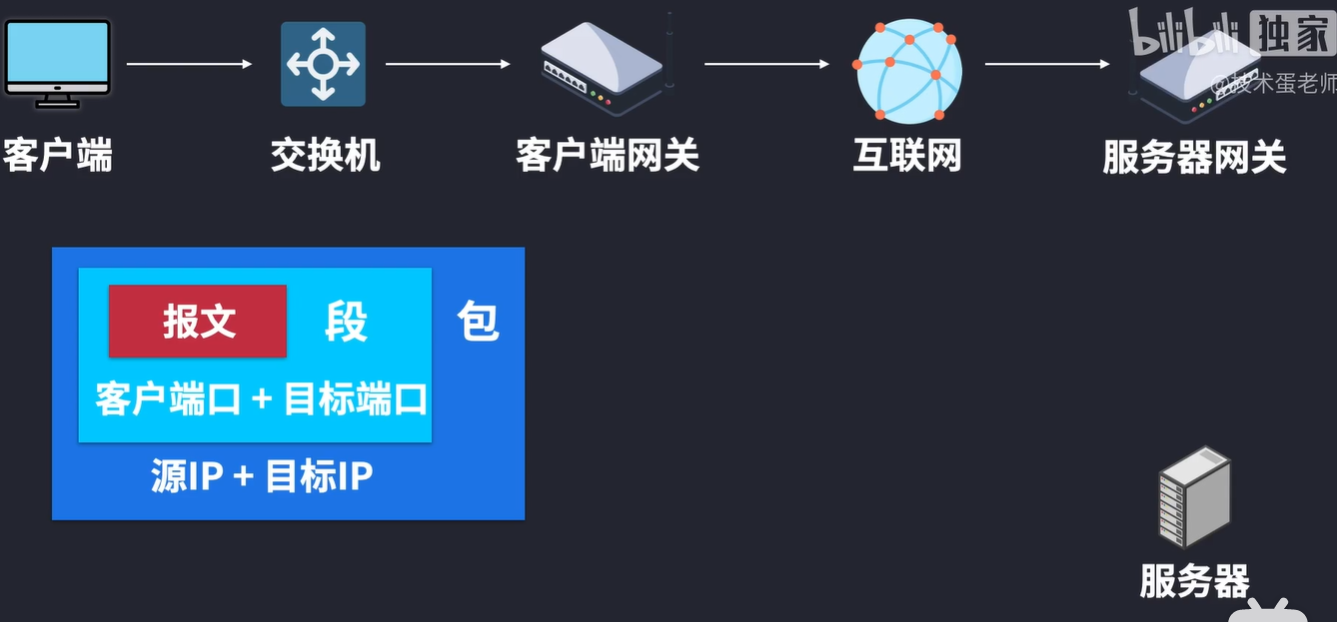 bilibili 独家
@技术蛋老师
客户端
交换机
客户端网关
互联网
服务器网关
报文 段 包
客户端口 + 目标端口
源IP + 目标IP
服务器